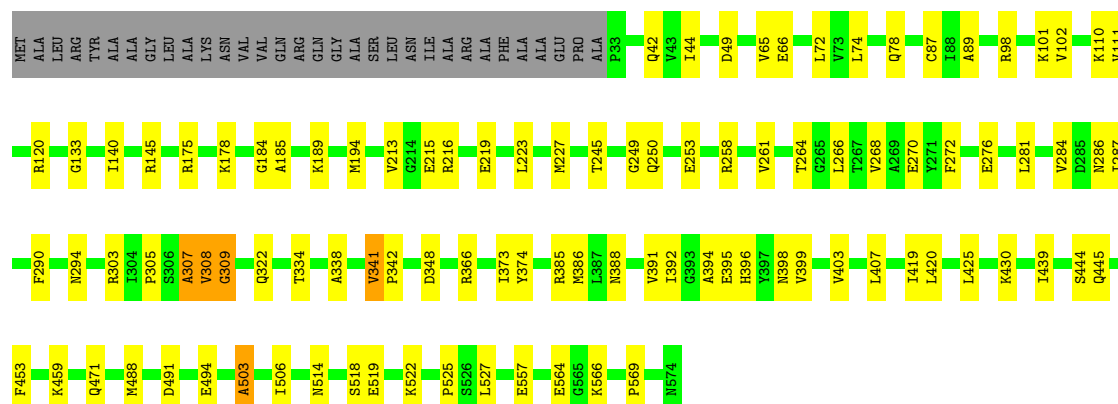 MET ALA LEU ARG TYR ALA ALA GLY LEU ALA LYS ASN VAL VAL GLN ARG GLN GLY ALA SER LEU ASN ILE ALA ARG ALA PHE ALA ALA GLU PRO ALA P33 Q42 V43 I44 D49 V65 E66 L72 V73 L74 Q78 C87 I88 A89 R98 K101 V102 K110
R120 G133 I140 R145 R175 K178 G184 A185 K189 M194 V213 G214 E215 R216 E219 L223 M227 T245 G249 Q250 E253 R258 V261 T264 G265 L266 T267 V268 A269 E270 Y271 F272 E276 L281 V284 D285 N286
F290 N294 R303 I304 P305 S306 A307 V308 G309 Q322 T334 A338 V341 P342 D348 R366 I373 Y374 R385 M386 L387 N388 V391 I392 G393 A394 E395 H396 Y397 N398 V399 V403 L407 I419 L420 L425 K430 I439 S444 Q445
F453 K459 Q471 M488 D491 E494 A503 I506 N514 S518 E519 K522 P525 S526 L527 E557 E564 G565 K566 P569 N574